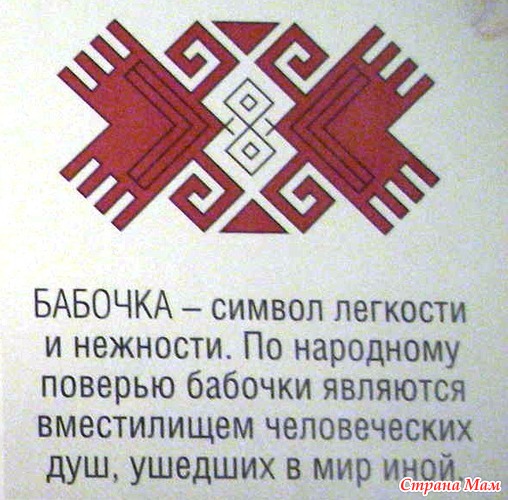 БАБОЧКА – символ легкости
и нежности. По народному
поверью бабочки являются
вместилищем человеческих
душ, ушедших в мир иной.
Страна Мам